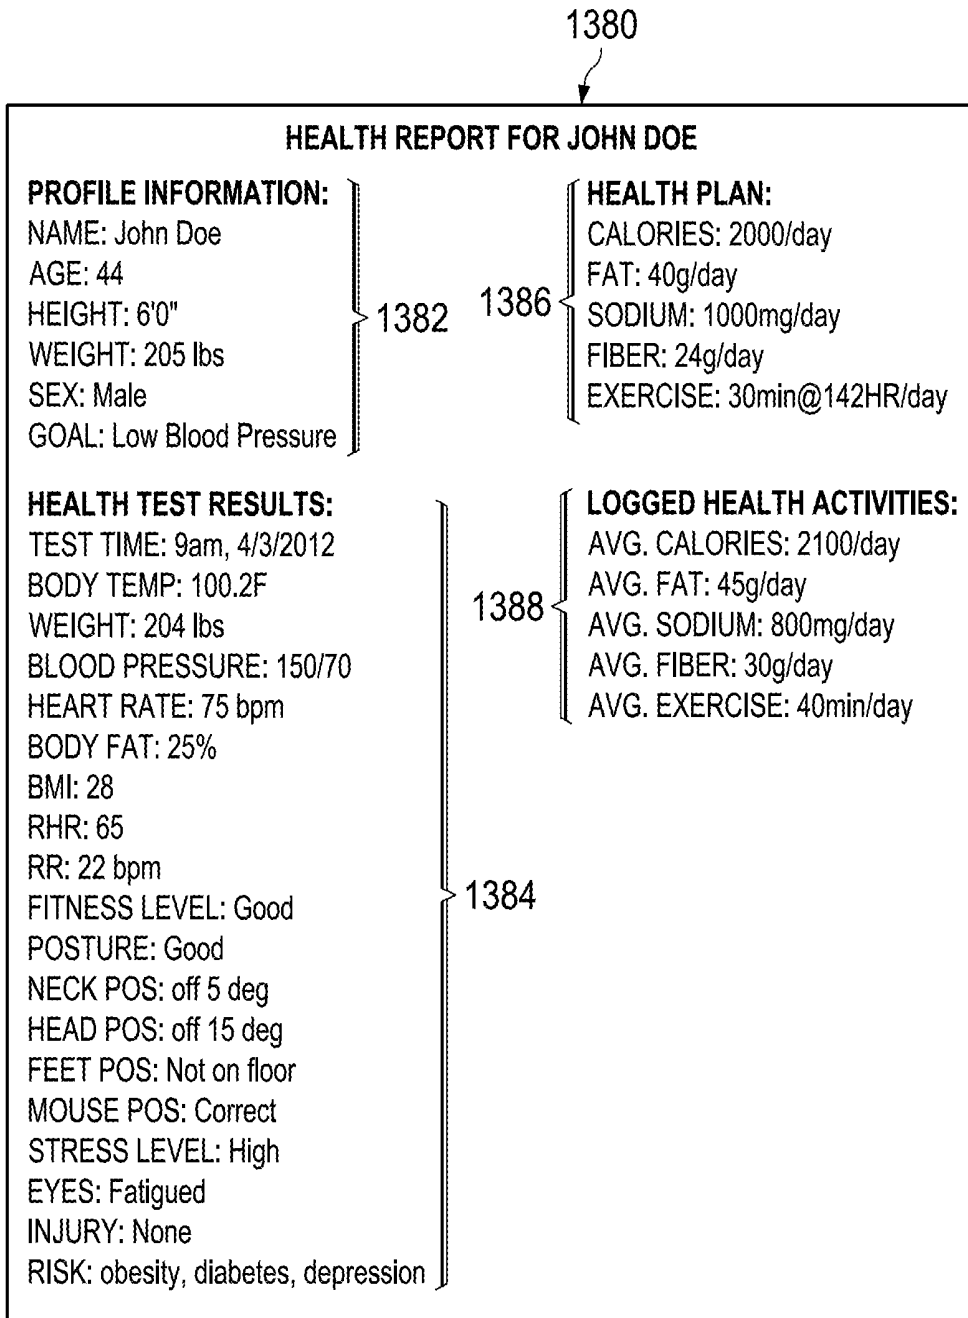 1380
HEALTH REPORT FOR JOHN DOE
PROFILE INFORMATION:
NAME: John Doe
AGE: 44
HEIGHT: 6'0"
WEIGHT: 205 lbs
SEX: Male
GOAL: Low Blood Pressure
1382
1386
HEALTH PLAN:
CALORIES: 2000/day
FAT: 40g/day
SODIUM: 1000mg/day
FIBER: 24g/day
EXERCISE: 30min@142HR/day
HEALTH TEST RESULTS:
TEST TIME: 9am, 4/3/2012
BODY TEMP: 100.2F
WEIGHT: 204 lbs
BLOOD PRESSURE: 150/70
HEART RATE: 75 bpm
BODY FAT: 25%
BMI: 28
RHR: 65
RR: 22 bpm
FITNESS LEVEL: Good
POSTURE: Good
NECK POS: off 5 deg
HEAD POS: off 15 deg
FEET POS: Not on floor
MOUSE POS: Correct
STRESS LEVEL: High
EYES: Fatigued
INJURY: None
RISK: obesity, diabetes, depression
1384
1388
LOGGED HEALTH ACTIVITIES:
AVG. CALORIES: 2100/day
AVG. FAT: 45g/day
AVG. SODIUM: 800mg/day
AVG. FIBER: 30g/day
AVG. EXERCISE: 40min/day